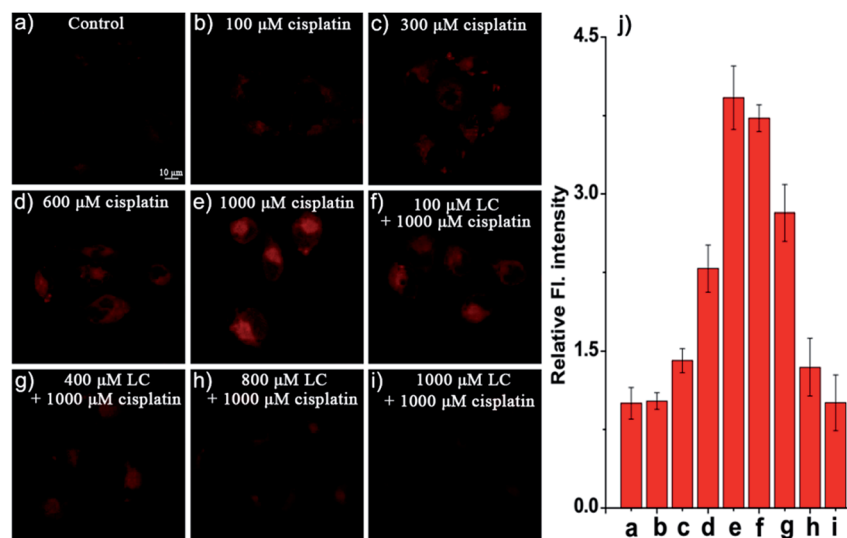 a) Control
10 μm
b) 100 μM cisplatin
c) 300 μM cisplatin
d) 600 μM cisplatin
e) 1000 μM cisplatin
f) 100 μM LC
+ 1000 μM cisplatin
g) 400 μM LC
+ 1000 μM cisplatin
h) 800 μM LC
+ 1000 μM cisplatin
i) 1000 μM LC
+ 1000 μM cisplatin
j)
Relative Fl. intensity
4.5
3.0
1.5
0.0
a b c d e f g h i